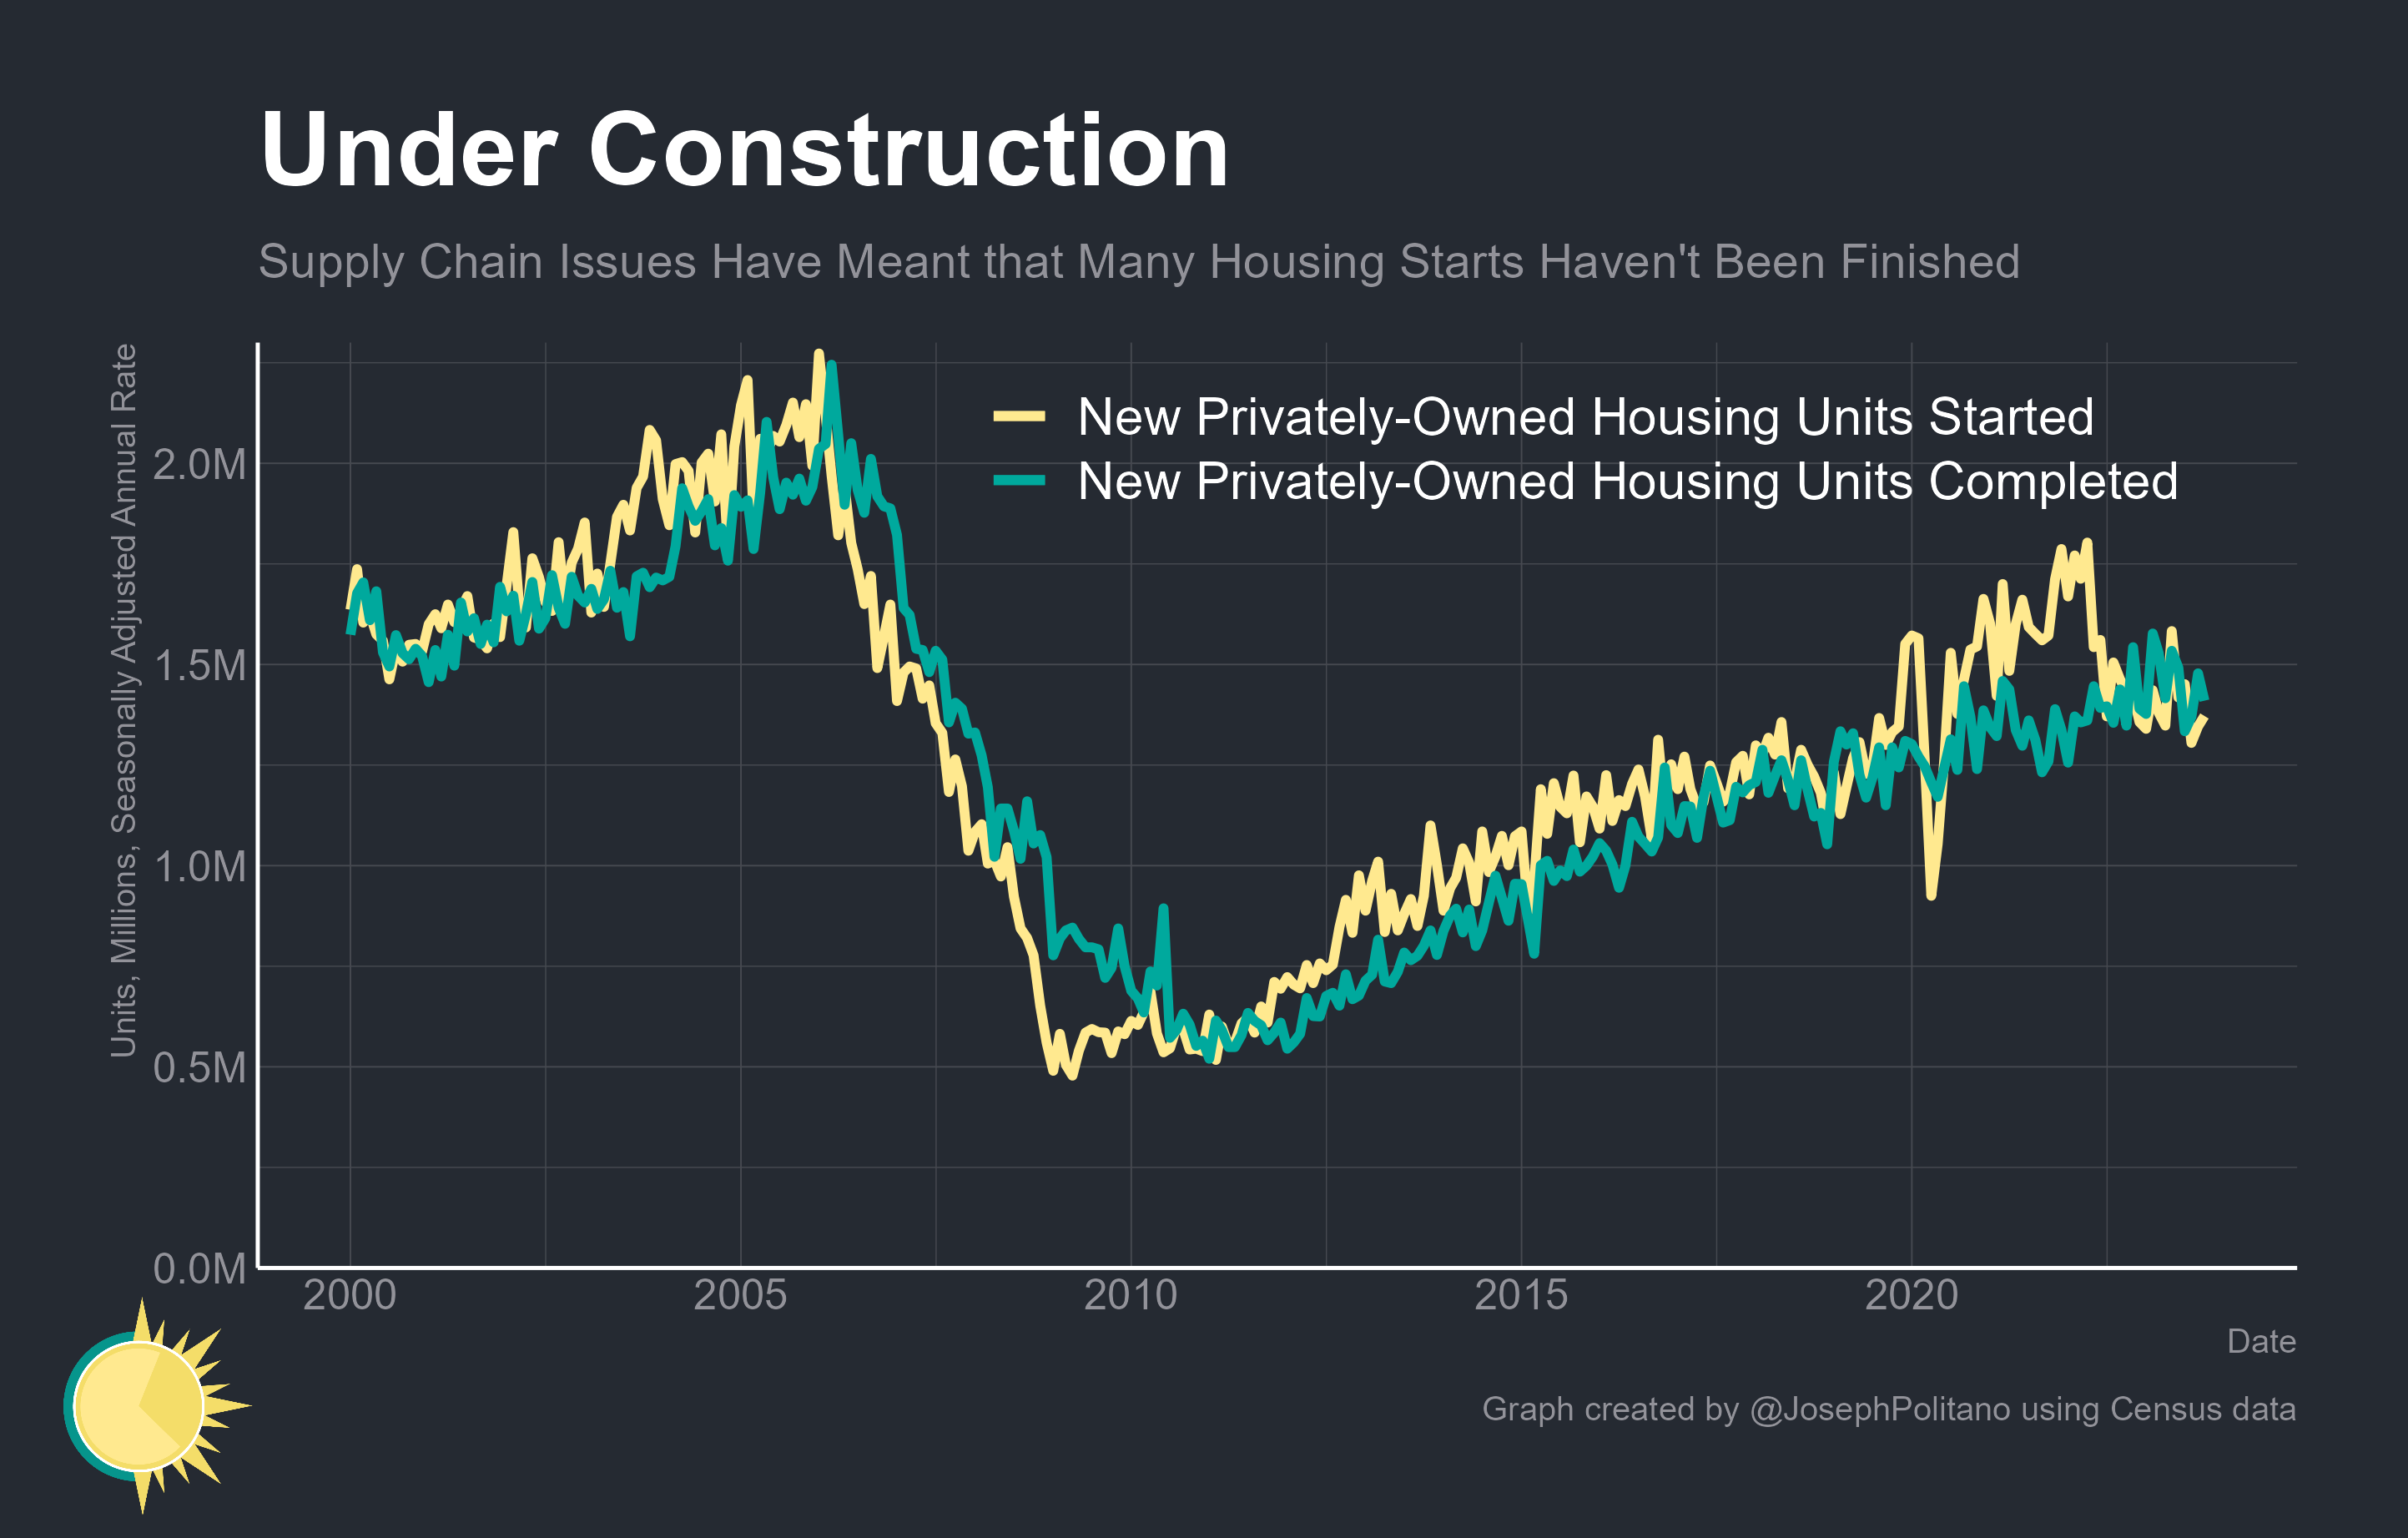 Under Construction
Supply Chain Issues Have Meant that Many Housing Starts Haven't Been Finished
Units, Millions, Seasonally Adjusted Annual Rate
New Privately-Owned Housing Units Started
New Privately-Owned Housing Units Completed
2.0M
1.5M
1.0M
0.5M
0.0M
2000 2005 2010 2015 2020
Date
Graph created by @JosephPolitano using Census data